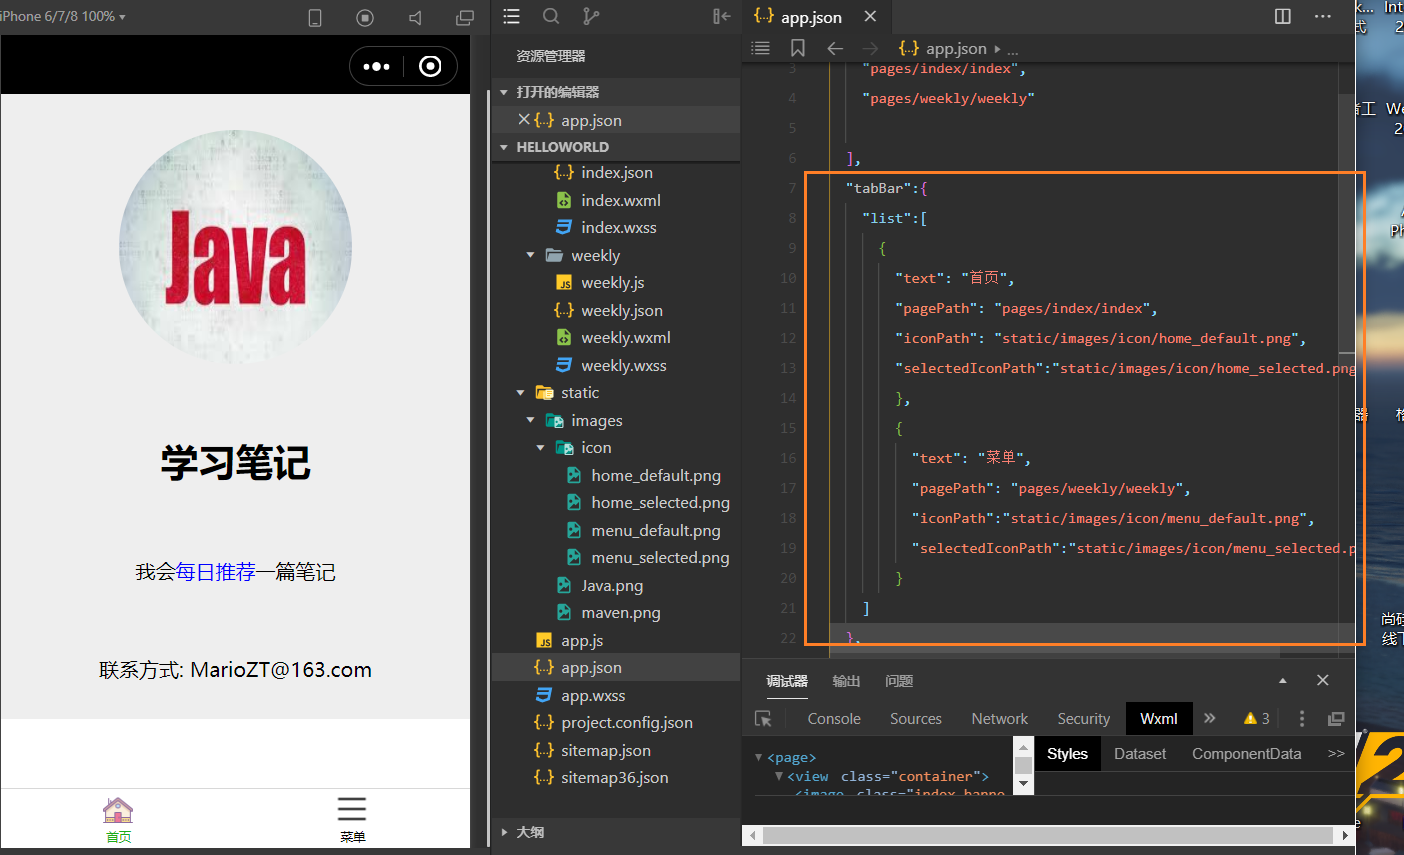 iPhone 6/7/8 100%
Java
学习笔记
我会每日推荐一篇笔记
联系方式: MarioZT@163.com
首页
菜单
资源管理器
打开的编辑器
app.json
HELLOWORLD
index.json
index.wxml
index.wxss
weekly
weekly.js
weekly.json
weekly.wxml
weekly.wxss
static
images
icon
home_default.png
home_selected.png
menu_default.png
menu_selected.png
Java.png
maven.png
app.js
app.json
app.wxss
project.config.json
sitemap.json
sitemap36.json
大纲
app.json
app.json ▸ ...
3 "pages/index/index",
4 "pages/weekly/weekly"
5
6 ],
7 "tabBar":{
8 "list":[
9 {
10 "text": "首页",
11 "pagePath": "pages/index/index",
12 "iconPath": "static/images/icon/home_default.png",
13 "selectedIconPath":"static/images/icon/home_selected.png
14 },
15 {
16 "text": "菜单",
17 "pagePath": "pages/weekly/weekly",
18 "iconPath":"static/images/icon/menu_default.png",
19 "selectedIconPath":"static/images/icon/menu_selected.p
20 }
21 ]
22 },
调试器 输出 问题
Console Sources Network Security Wxml 3
<page>
<view class="container">
<image class="index-banne
Styles Dataset ComponentData >>